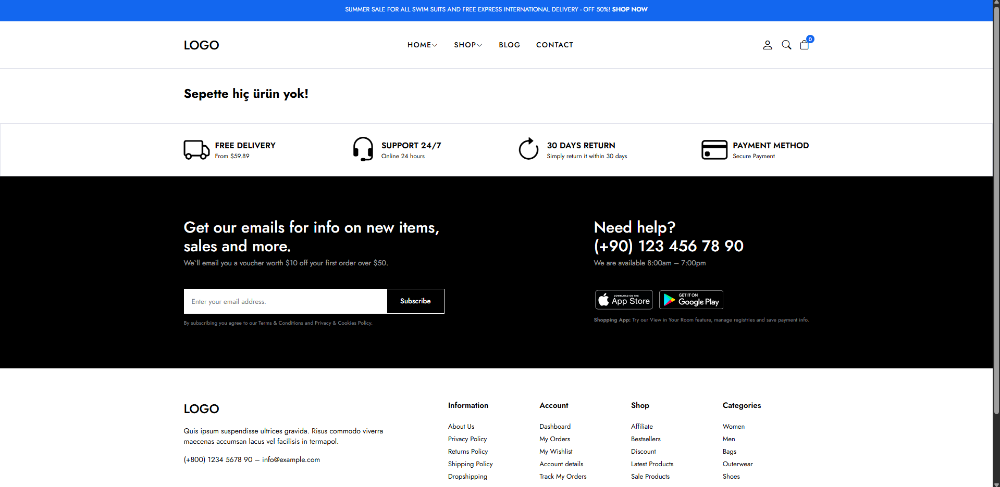 SUMMER SALE FOR ALL SWIM SUITS AND FREE EXPRESS INTERNATIONAL DELIVERY - OFF 50%! SHOP NOW
LOGO
HOME
SHOP
BLOG
CONTACT
0
Sepette hiç ürün yok!
FREE DELIVERY
From $59.89
SUPPORT 24/7
Online 24 hours
30 DAYS RETURN
Simply return it within 30 days
PAYMENT METHOD
Secure Payment
Get our emails for info on new items,
sales and more.
We`ll email you a voucher worth $10 off your first order over $50.
Enter your email address.
Subscribe
By subscribing you agree to our Terms & Conditions and Privacy & Cookies Policy.
Need help?
(+90) 123 456 78 90
We are available 8:00am – 7:00pm
DOWNLOAD ON THE
App Store
GET IT ON
Google Play
Shopping App: Try our View in Your Room feature, manage registries and save payment info.
LOGO
Quis ipsum suspendisse ultrices gravida. Risus commodo viverra
maecenas accumsan lacus vel facilisis in termapol.
(+800) 1234 5678 90 – info@example.com
Information
About Us
Privacy Policy
Returns Policy
Shipping Policy
Dropshipping
Account
Dashboard
My Orders
My Wishlist
Account details
Track My Orders
Shop
Affiliate
Bestsellers
Discount
Latest Products
Sale Products
Categories
Women
Men
Bags
Outerwear
Shoes